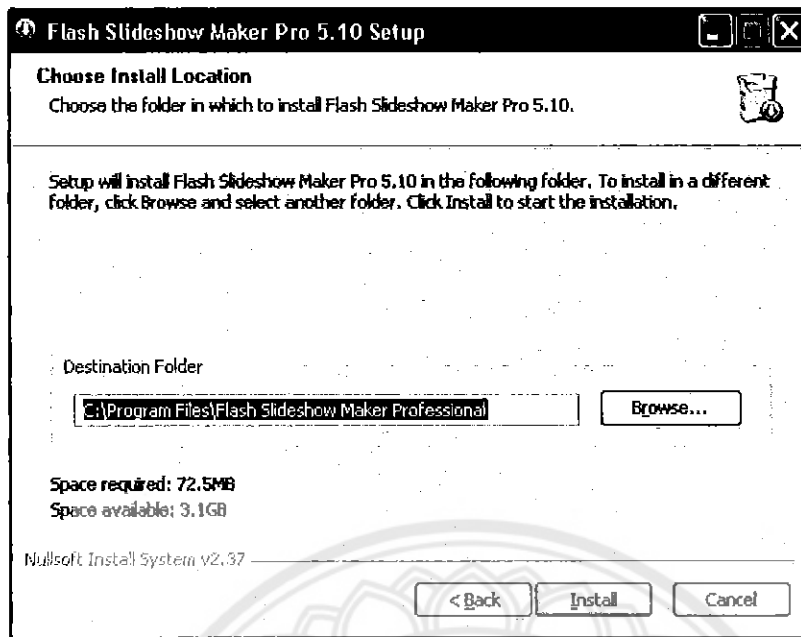 Flash Slideshow Maker Pro 5.10 Setup
Choose Install Location
Choose the folder in which to install Flash Slideshow Maker Pro 5.10.
Setup will install Flash Slideshow Maker Pro 5.10 in the following folder. To install in a different
folder, click Browse and select another folder. Click Install to start the installation.
Destination Folder
C:\Program Files\Flash Slideshow Maker Professional
Browse...
Space required: 72.5MB
Space available: 3.1GB
Nullsoft Install System v2.37
< Back
Install
Cancel